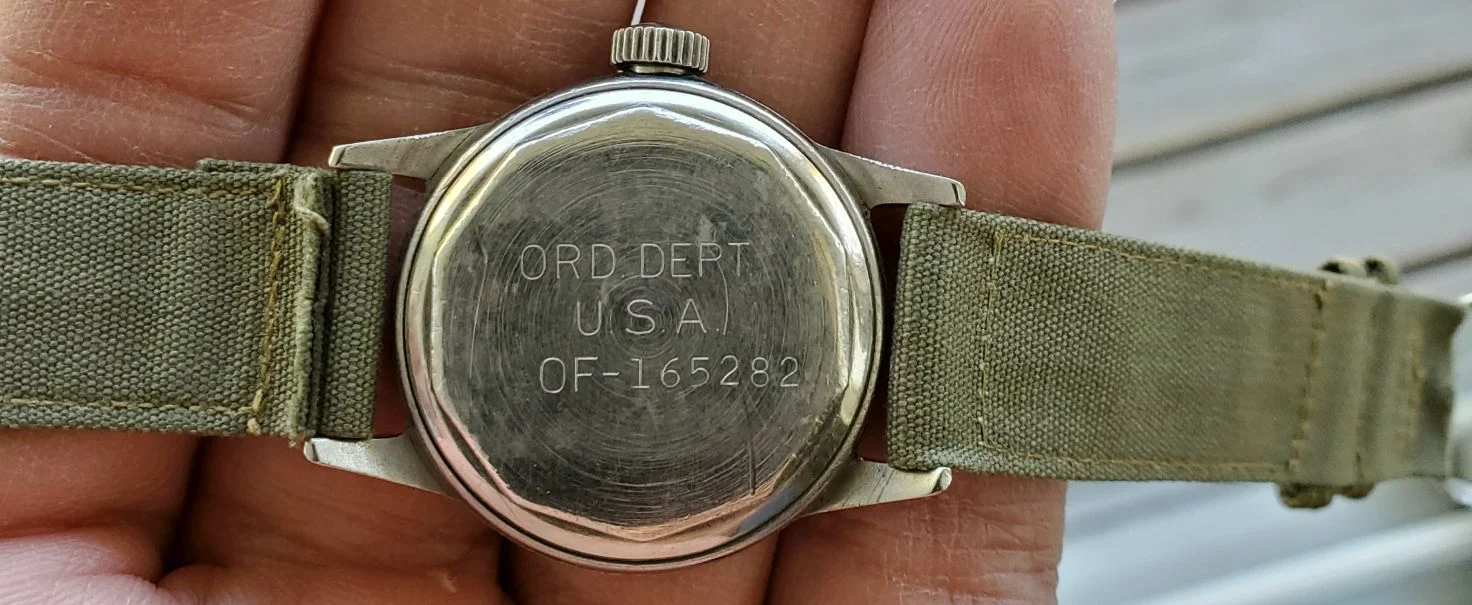 ORD. DEPT.
U.S.A.
OF-165282